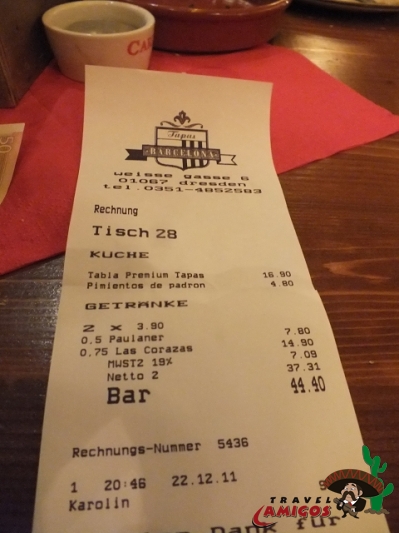 Tapas
BARCELONA
weisse gasse 6
01067 dresden
tel.0351-4852583
Rechnung
Tisch 28
KUCHE
Tabla Premium Tapas 16.90
Pimientos de padron 4.80
GETRÄNKE
2 x 3.90
0,5 Paulaner 7.80
0,75 Las Corazas 14.90
MWST2 19% 7.09
Netto 2 37.31
Bar 44.40
Rechnungs-Nummer 5436
1 20:46 22.12.11
Karolin
Dank für
TRAVEL
AMIGOS